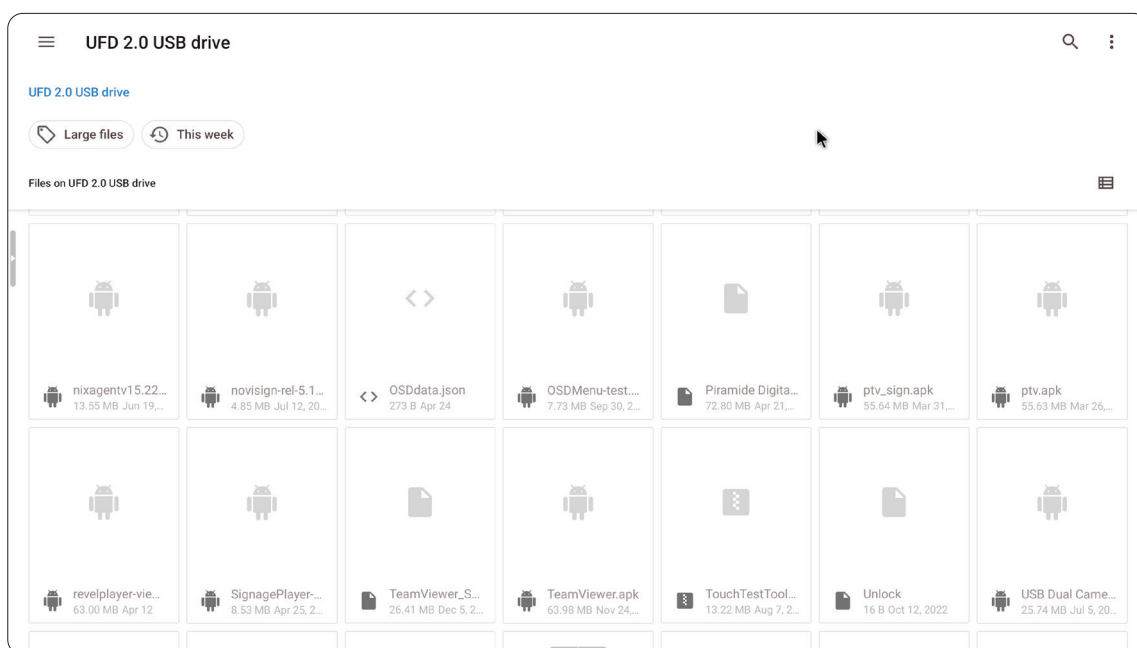 UFD 2.0 USB drive
UFD 2.0 USB drive
Large files
This week
Files on UFD 2.0 USB drive
nixagentv15.22...
13.55 MB Jun 19,...
novisign-rel-5.1...
4.85 MB Jul 12, 20...
OSDdata.json
273 B Apr 24
OSDMenu-test....
7.73 MB Sep 30, 2...
Piramide Digita...
72.80 MB Apr 21,...
ptv_sign.apk
55.64 MB Mar 31,...
ptv.apk
55.63 MB Mar 26,...
revelplayer-vie...
63.00 MB Apr 12
SignagePlayer-...
8.53 MB Apr 25, 2...
TeamViewer_S...
26.41 MB Dec 5, 2...
TeamViewer.apk
63.98 MB Nov 24,...
TouchTestTool...
13.22 MB Aug 7, 2...
Unlock
16 B Oct 12, 2022
USB Dual Came...
25.74 MB Jul 5, 20...